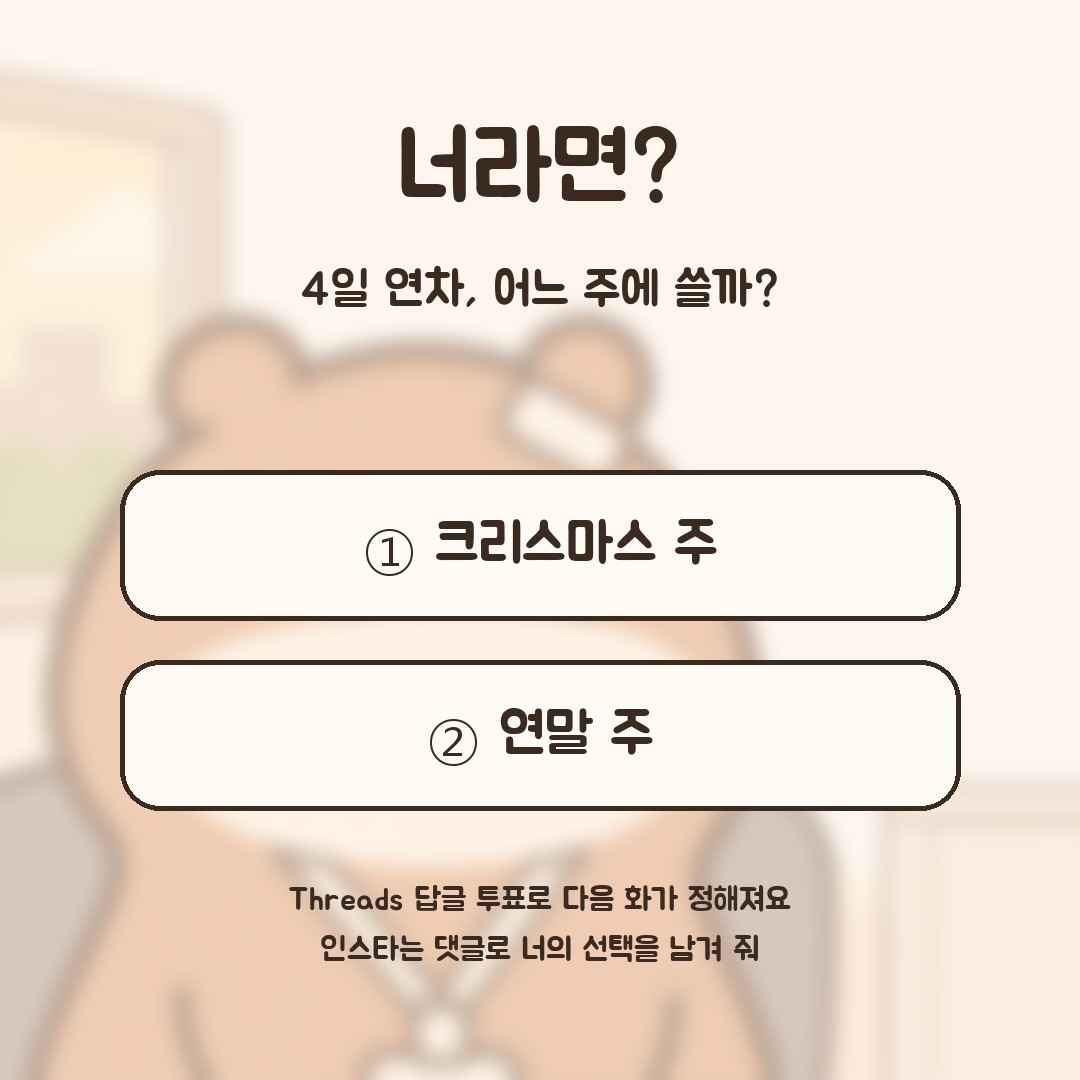 너라면?
4일 연차, 어느 주에 쓸까?
① 크리스마스 주
② 연말 주
Threads 답글 투표로 다음 화가 정해져요
인스타는 댓글로 너의 선택을 남겨 줘